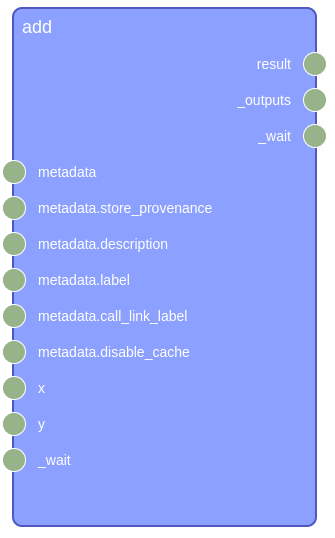 add
result
_outputs
_wait
metadata
metadata.store_provenance
metadata.description
metadata.label
metadata.call_link_label
metadata.disable_cache
x
y
_wait